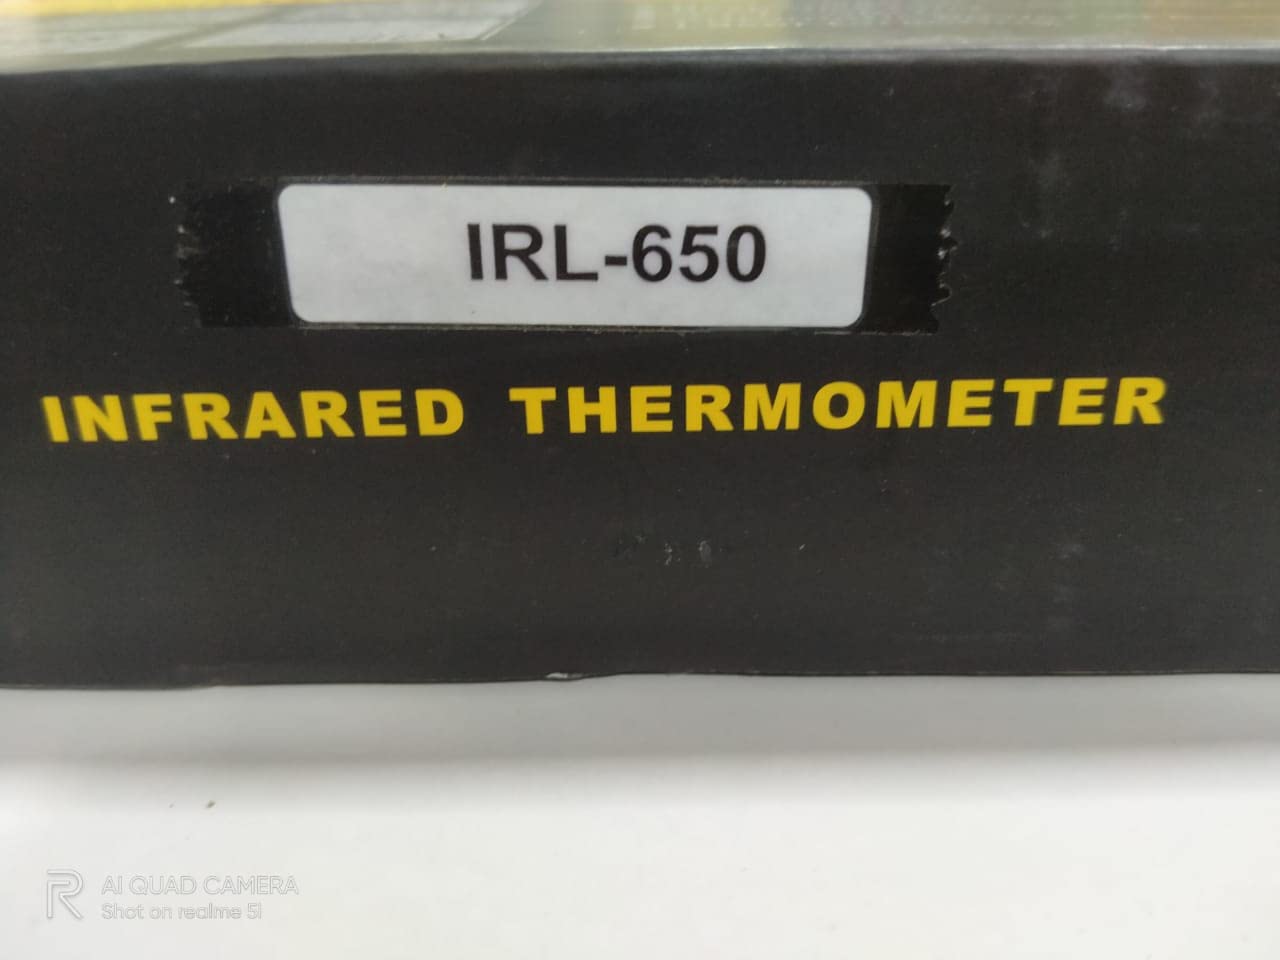 IRL-650
INFRARED THERMOMETER
AI QUAD CAMERA
Shot on realme 5i